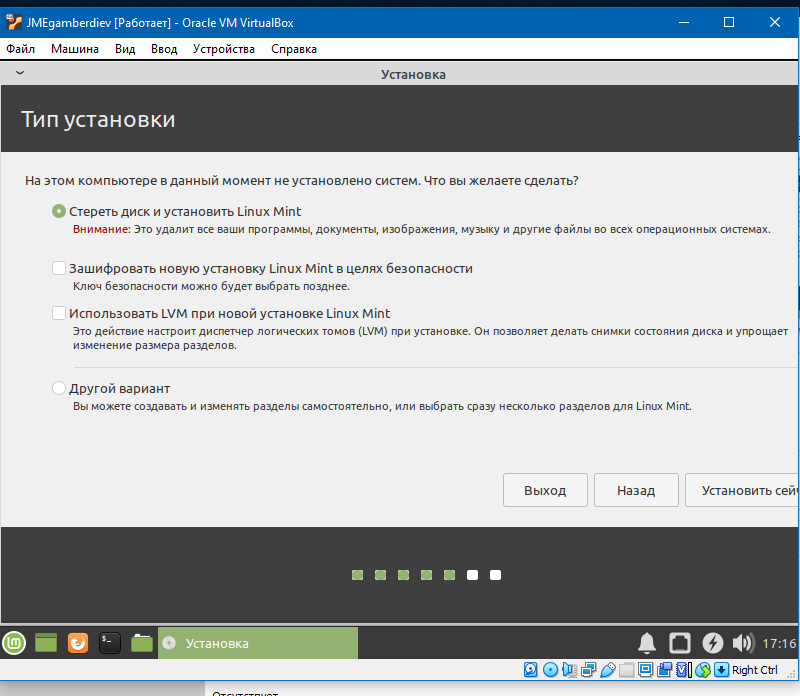 JMEgamberdiev [Работает] - Oracle VM VirtualBox
Файл Машина Вид Ввод Устройства Справка
Установка
Тип установки
На этом компьютере в данный момент не установлено систем. Что вы желаете сделать?
Стереть диск и установить Linux Mint
Внимание: Это удалит все ваши программы, документы, изображения, музыку и другие файлы во всех операционных системах.
Зашифровать новую установку Linux Mint в целях безопасности
Ключ безопасности можно будет выбрать позднее.
Использовать LVM при новой установке Linux Mint
Это действие настроит диспетчер логических томов (LVM) при установке. Он позволяет делать снимки состояния диска и упрощает
изменение размера разделов.
Другой вариант
Вы можете создавать и изменять разделы самостоятельно, или выбрать сразу несколько разделов для Linux Mint.
Выход Назад Установить сейч
Установка 17:16
Right Ctrl